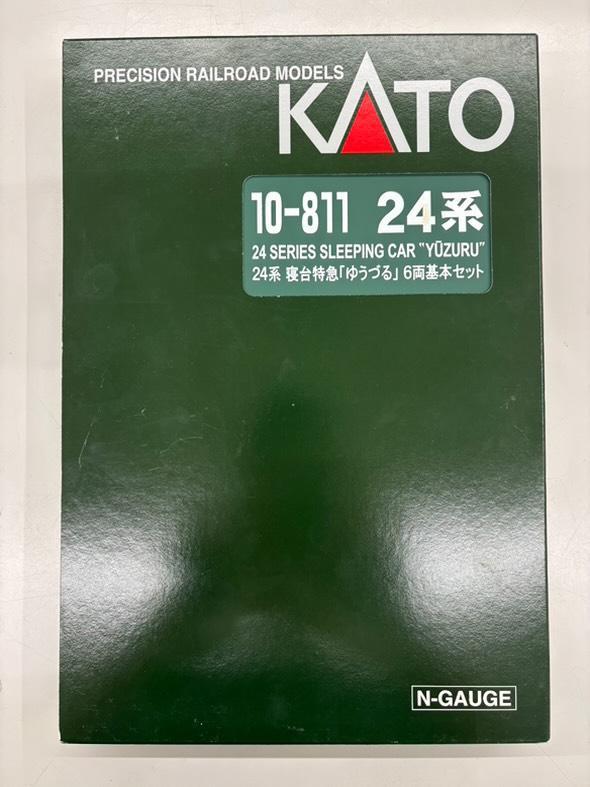 PRECISION RAILROAD MODELS
KATO
10-811 24系
24 SERIES SLEEPING CAR "YŪZURU"
24系 寝台特急「ゆうづる」 6両基本セット
N-GAUGE